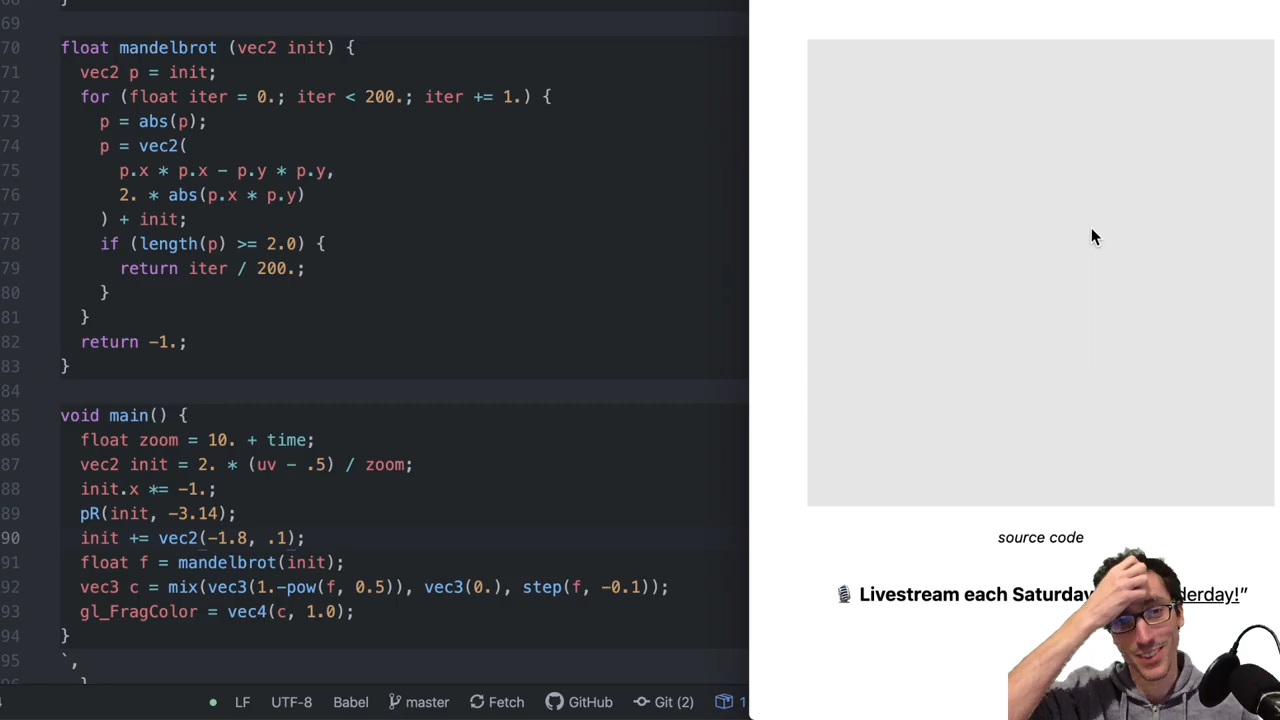 69
70 float mandelbrot (vec2 init) {
71 vec2 p = init;
72 for (float iter = 0.; iter < 200.; iter += 1.) {
73 p = abs(p);
74 p = vec2(
75 p.x * p.x - p.y * p.y,
76 2. * abs(p.x * p.y)
77 ) + init;
78 if (length(p) >= 2.0) {
79 return iter / 200.;
80 }
81 }
82 return -1.;
83 }
84
85 void main() {
86 float zoom = 10. + time;
87 vec2 init = 2. * (uv - .5) / zoom;
88 init.x *= -1.;
89 pR(init, -3.14);
90 init += vec2(-1.8, .1);
91 float f = mandelbrot(init);
92 vec3 c = mix(vec3(1.-pow(f, 0.5)), vec3(0.), step(f, -0.1));
93 gl_FragColor = vec4(c, 1.0);
94 }
95 `,
LF UTF-8 Babel master Fetch GitHub Git (2) 1
source code
Livestream each Saturday derday!”